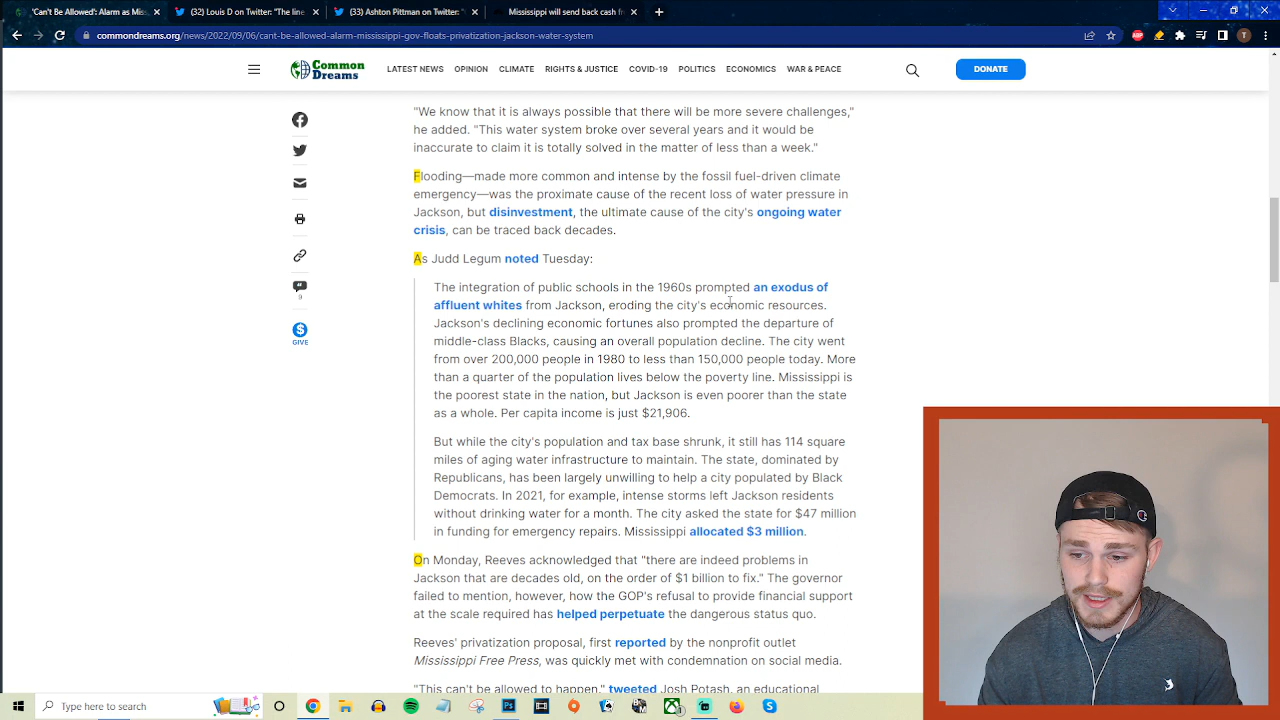 'Can't Be Allowed': Alarm as Mis
(32) Louis D on Twitter: "The line
(33) Ashton Pittman on Twitter: "
Mississippi will send back cash fr
commondreams.org/news/2022/09/06/cant-be-allowed-alarm-mississippi-gov-floats-privatization-jackson-water-system
ABP
T
Common
Dreams
LATEST NEWS OPINION CLIMATE RIGHTS & JUSTICE COVID-19 POLITICS ECONOMICS WAR & PEACE
DONATE
"We know that it is always possible that there will be more severe challenges,"
he added. "This water system broke over several years and it would be
inaccurate to claim it is totally solved in the matter of less than a week."
Flooding—made more common and intense by the fossil fuel-driven climate
emergency—was the proximate cause of the recent loss of water pressure in
Jackson, but disinvestment, the ultimate cause of the city's ongoing water
crisis, can be traced back decades.
As Judd Legum noted Tuesday:
The integration of public schools in the 1960s prompted an exodus of
affluent whites from Jackson, eroding the city's economic resources.
Jackson's declining economic fortunes also prompted the departure of
middle-class Blacks, causing an overall population decline. The city went
from over 200,000 people in 1980 to less than 150,000 people today. More
than a quarter of the population lives below the poverty line. Mississippi is
the poorest state in the nation, but Jackson is even poorer than the state
as a whole. Per capita income is just $21,906.
But while the city's population and tax base shrunk, it still has 114 square
miles of aging water infrastructure to maintain. The state, dominated by
Republicans, has been largely unwilling to help a city populated by Black
Democrats. In 2021, for example, intense storms left Jackson residents
without drinking water for a month. The city asked the state for $47 million
in funding for emergency repairs. Mississippi allocated $3 million.
On Monday, Reeves acknowledged that "there are indeed problems in
Jackson that are decades old, on the order of $1 billion to fix." The governor
failed to mention, however, how the GOP's refusal to provide financial support
at the scale required has helped perpetuate the dangerous status quo.
Reeves' privatization proposal, first reported by the nonprofit outlet
Mississippi Free Press, was quickly met with condemnation on social media.
"This can't be allowed to happen," tweeted Josh Potash, an educational
GIVE
Type here to search
Ps